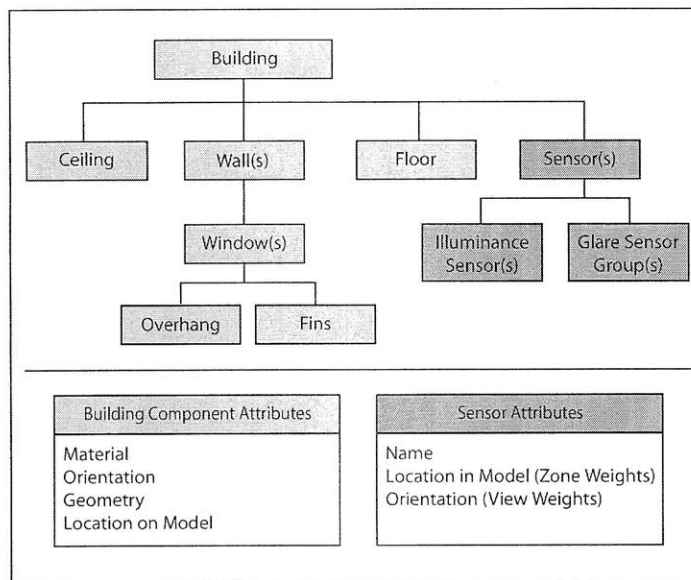 Building
Ceiling
Wall(s)
Floor
Sensor(s)
Window(s)
Illuminance
Sensor(s)
Glare Sensor
Group(s)
Overhang
Fins
Building Component Attributes
Material
Orientation
Geometry
Location on Model
Sensor Attributes
Name
Location in Model (Zone Weights)
Orientation (View Weights)